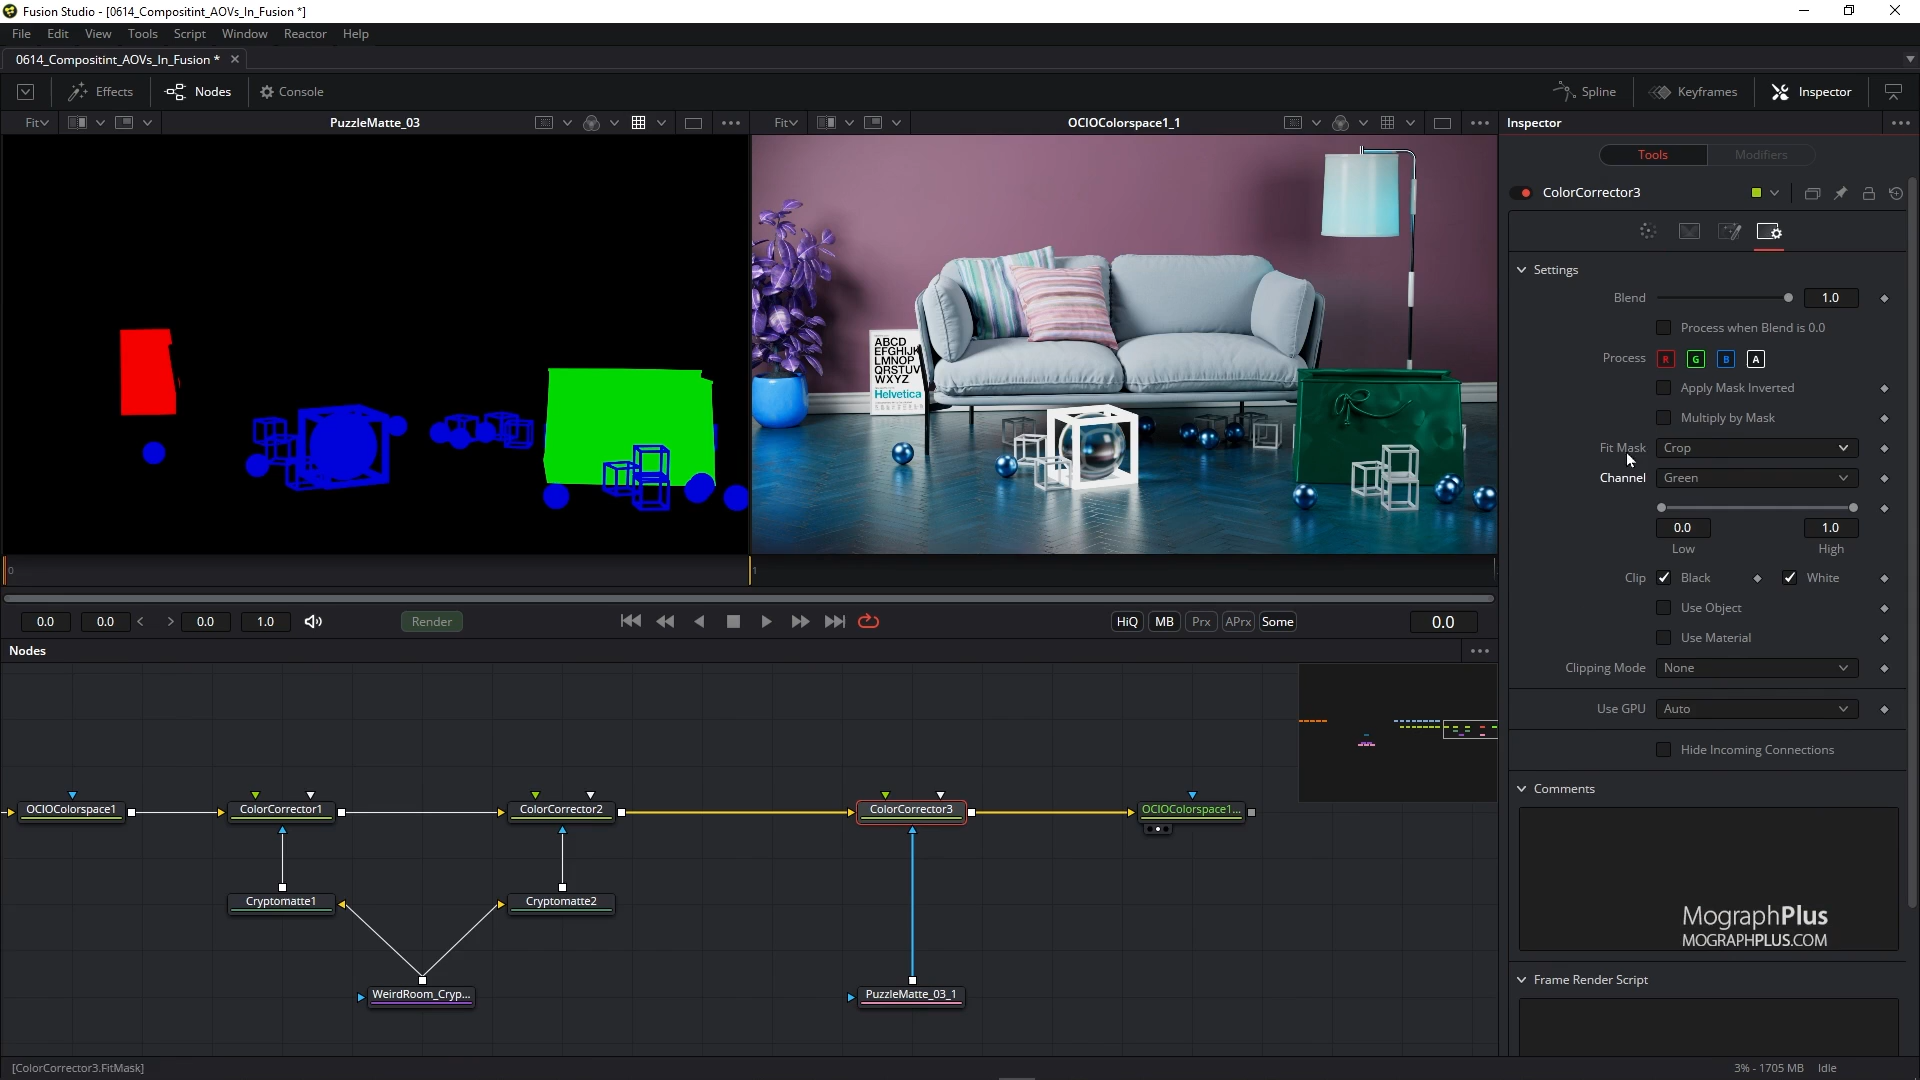 Fusion Studio - [0614_Compositint_AOVs_In_Fusion *]
File Edit View Tools Script Window Reactor Help
0614_Compositint_AOVs_In_Fusion *
Effects Nodes Console Spline Keyframes Inspector
Fit PuzzleMatte_03 Fit OCIOColorspace1_1 Inspector
Tools Modifiers
ColorCorrector3
Settings
Blend 1.0
Process when Blend is 0.0
Process R G B A
Apply Mask Inverted
Multiply by Mask
Fit Mask Crop
Channel Green
0.0 1.0
Low High
Clip Black White
Use Object
Use Material
Clipping Mode None
Use GPU Auto
Hide Incoming Connections
Comments
MographPlus
MOGRAPHPLUS.COM
Frame Render Script
ABCD
EFGHIJK
LMNOP
QRSTUV
WXYZ
Helvetica
0 1
0.0 0.0 0.0 1.0 Render HiQ MB Prx APrx Some 0.0
Nodes
OCIOColorspace1 ColorCorrector1 ColorCorrector2 ColorCorrector3 OCIOColorspace1...
Cryptomatte1 Cryptomatte2
WeirdRoom_Cryp... PuzzleMatte_03_1
[ColorCorrector3.FitMask] 3% - 1705 MB Idle